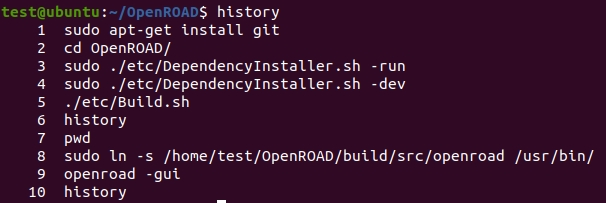 test@ubuntu:~/OpenROAD$ history
1 sudo apt-get install git
2 cd OpenROAD/
3 sudo ./etc/DependencyInstaller.sh -run
4 sudo ./etc/DependencyInstaller.sh -dev
5 ./etc/Build.sh
6 history
7 pwd
8 sudo ln -s /home/test/OpenROAD/build/src/openroad /usr/bin/
9 openroad -gui
10 history